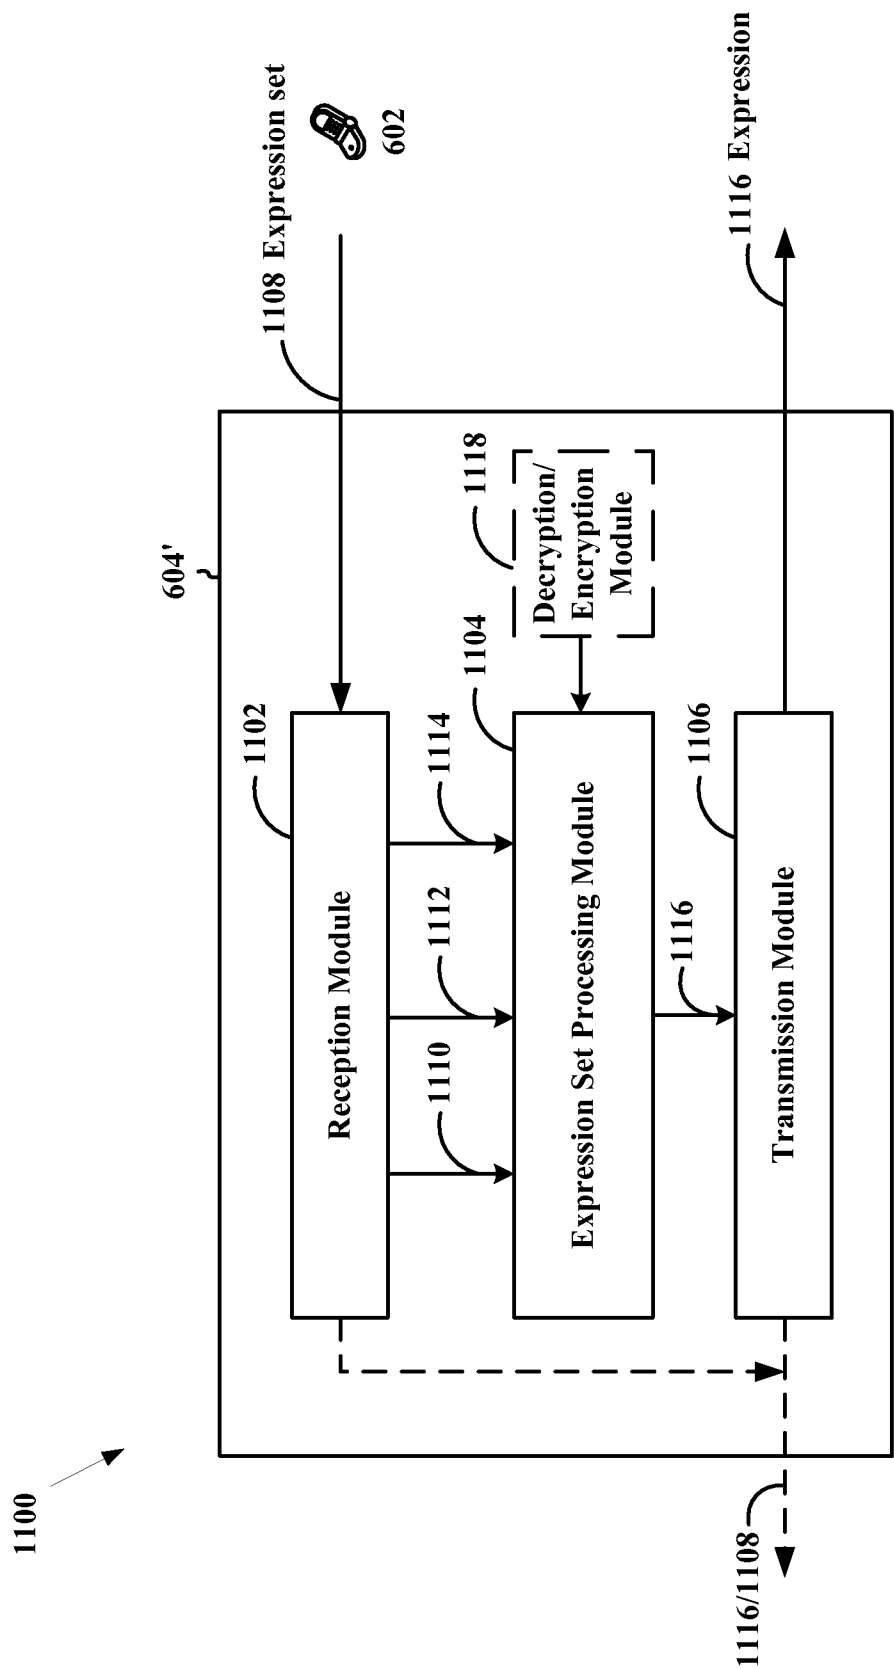 1100
604'
1108 Expression set
602
1102
Reception Module
1110
1112
1114
1104
1118
Expression Set Processing Module
Decryption/
Encryption
Module
1116
1106
Transmission Module
1116 Expression
1116/1108